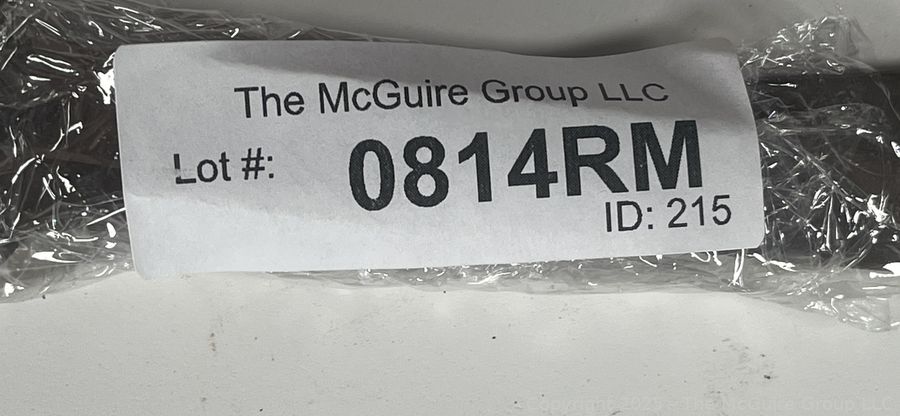 The McGuire Group LLC
Lot #:
0814RM
ID: 215